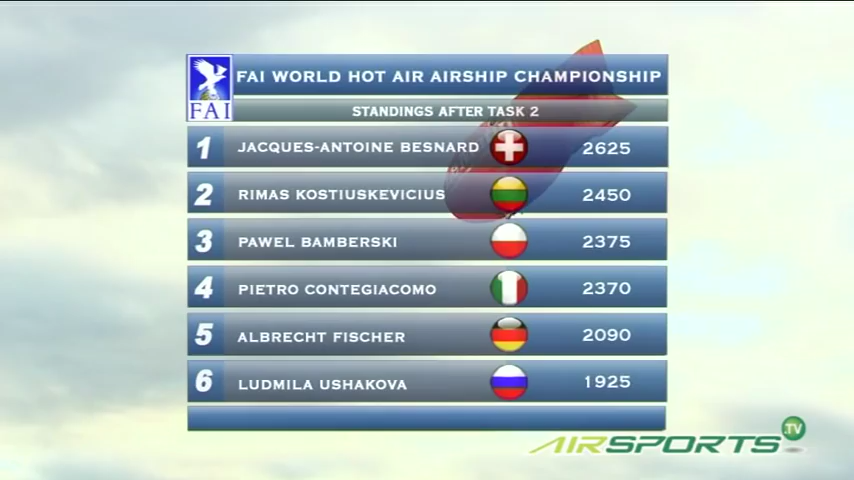 FAI
FAI WORLD HOT AIR AIRSHIP CHAMPIONSHIP
STANDINGS AFTER TASK 2
1 JACQUES-ANTOINE BESNARD 2625
2 RIMAS KOSTIUSKEVICIUS 2450
3 PAWEL BAMBERSKI 2375
4 PIETRO CONTEGIACOMO 2370
5 ALBRECHT FISCHER 2090
6 LUDMILA USHAKOVA 1925
AIRSPORTS.TV